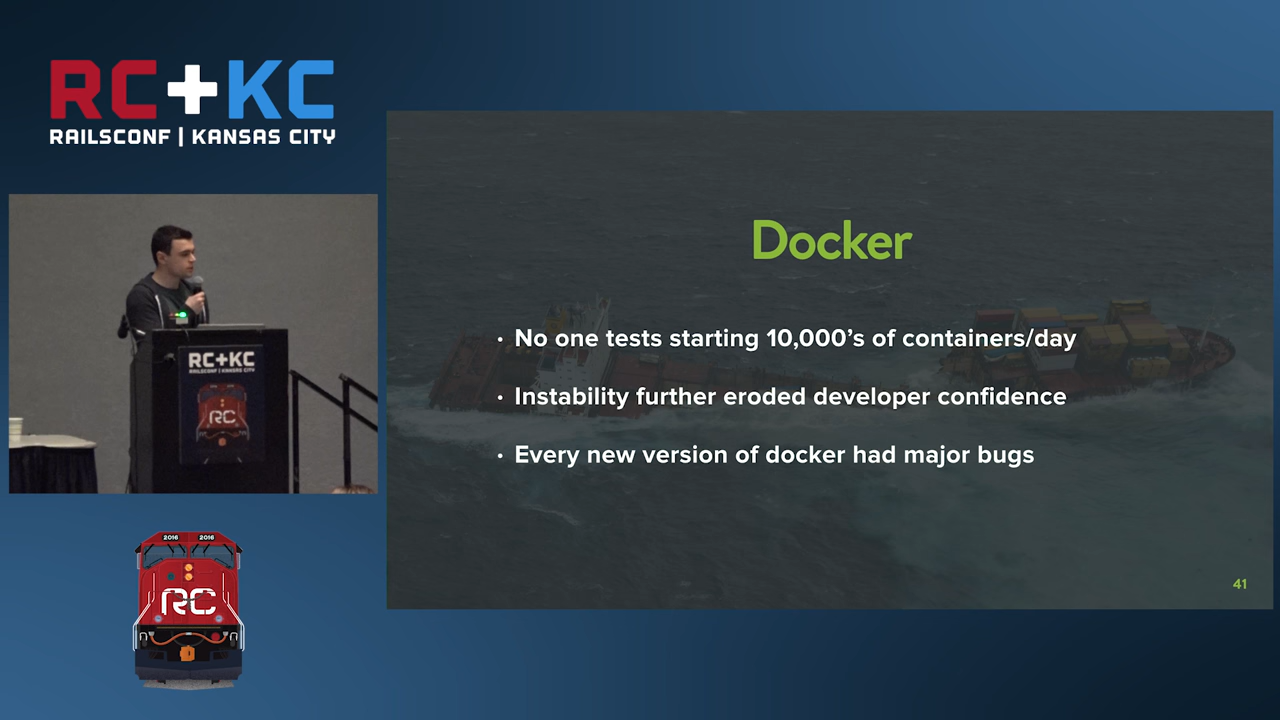 RC+KC
RAILSCONF | KANSAS CITY
RC+KC
RAILSCONF | KANSAS CITY
RC
2016 2016
RC
Docker
• No one tests starting 10,000’s of containers/day
• Instability further eroded developer confidence
• Every new version of docker had major bugs
41